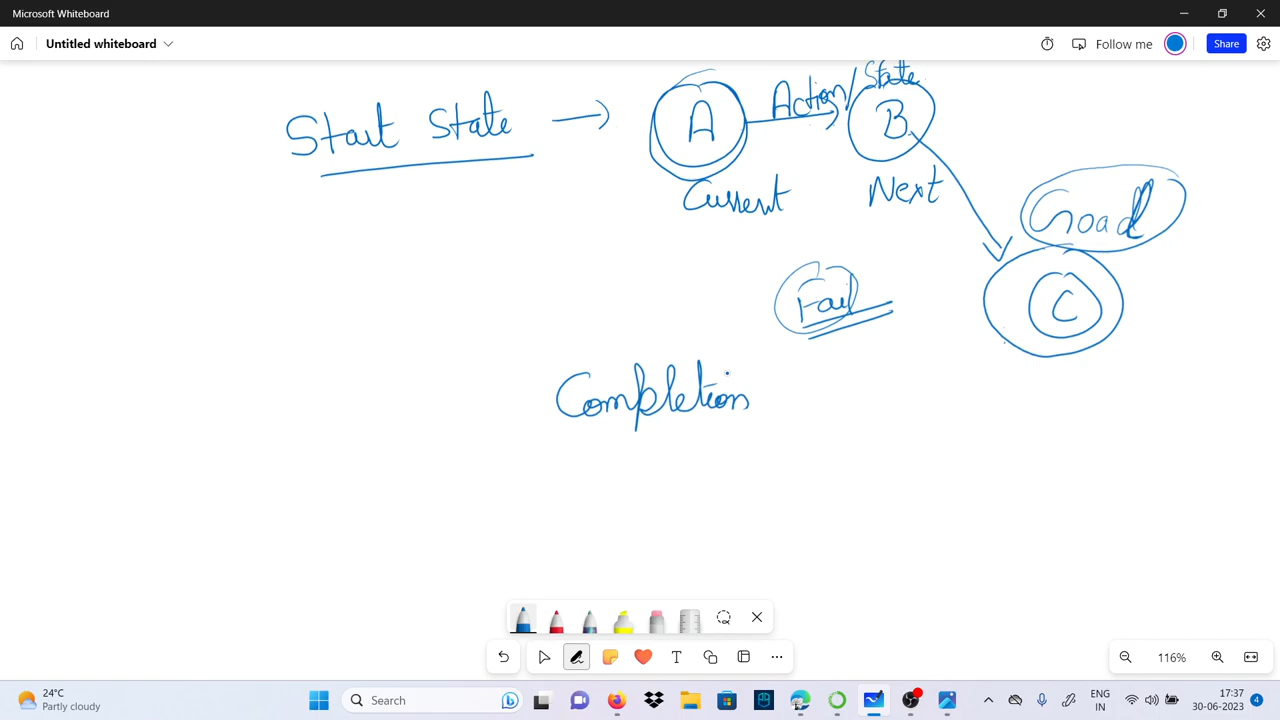 Microsoft Whiteboard
Untitled whiteboard
Follow me
Share
Start State → A Action/State B
Current
Next
Goal
C
Fail
Completion
116%
24°C
Partly cloudy
Search
ENG
IN
17:37
30-06-2023
4